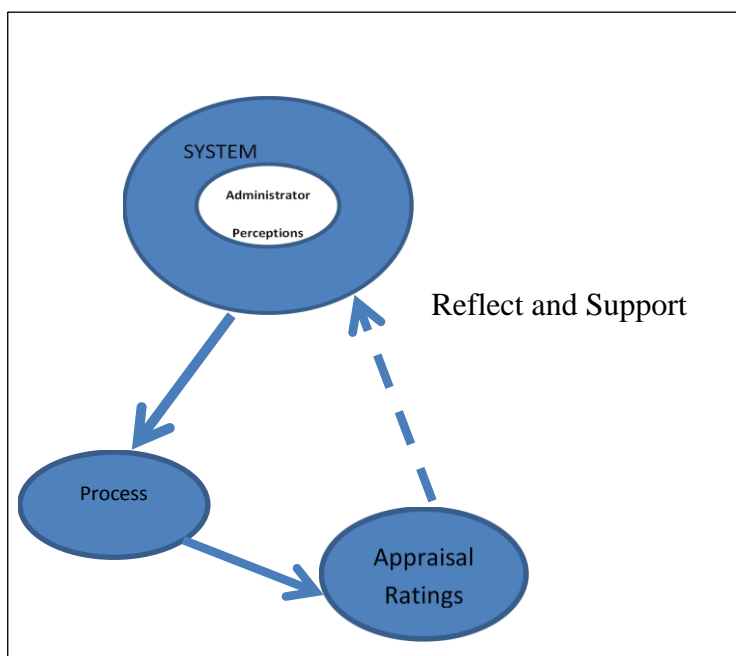 SYSTEM
Administrator
Perceptions
Reflect and Support
Process
Appraisal
Ratings